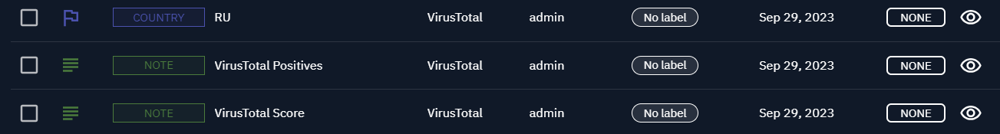 COUNTRY RU VirusTotal admin No label Sep 29, 2023 NONE
NOTE VirusTotal Positives VirusTotal admin No label Sep 29, 2023 NONE
NOTE VirusTotal Score VirusTotal admin No label Sep 29, 2023 NONE